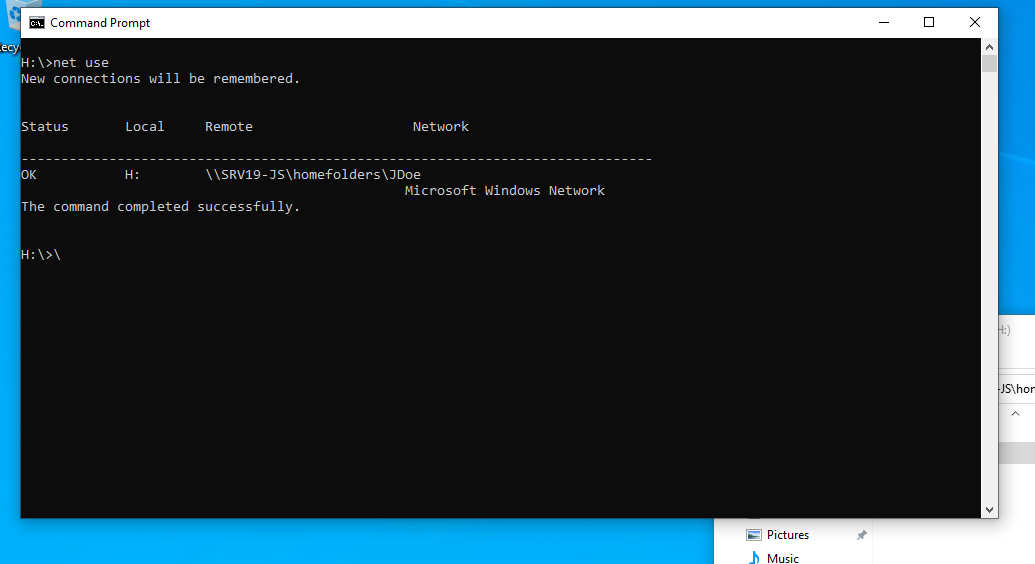 Command Prompt
H:\>net use
New connections will be remembered.
Status       Local     Remote                    Network
-------------------------------------------------------------------------------
OK           H:        \\SRV19-JS\homefolders\JDoe
                                                Microsoft Windows Network
The command completed successfully.
H:\>\
H:)
-JS\hom
Pictures
Music